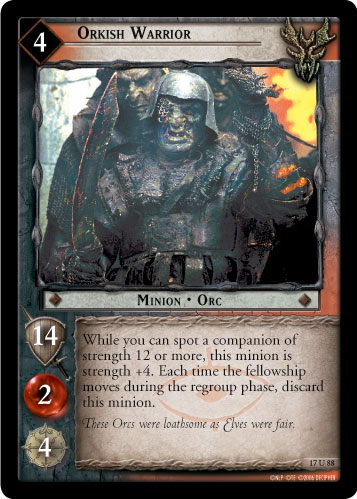 4
Orkish Warrior
Minion • Orc
14
2
4
While you can spot a companion of
strength 12 or more, this minion is
strength +4. Each time the fellowship
moves during the regroup phase, discard
this minion.
These Orcs were loathsome as Elves were fair.
17 U 88